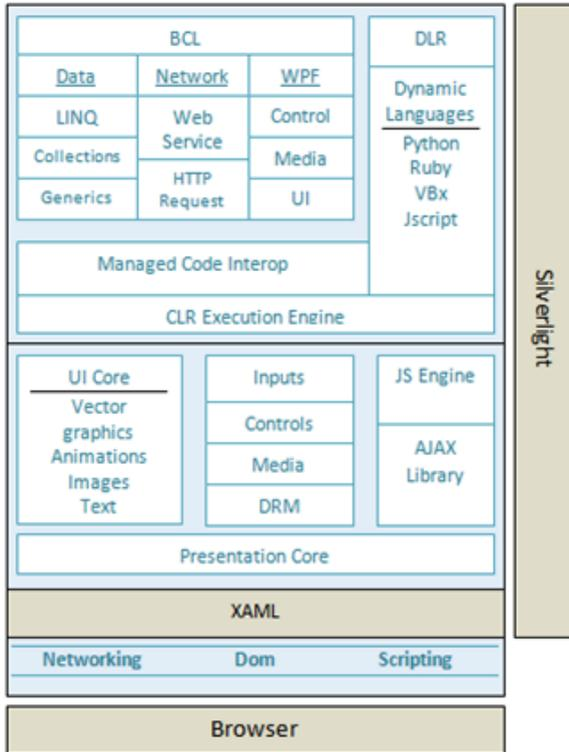 BCL
Data
Network
WPF
LINQ
Collections
Generics
Web
Service
HTTP
Request
Control
Media
UI
DLR
Dynamic
Languages
Python
Ruby
VBx
Jscript
Managed Code Interop
CLR Execution Engine
UI Core
Vector
graphics
Animations
Images
Text
Inputs
Controls
Media
DRM
JS Engine
AJAX
Library
Presentation Core
XAML
Networking
Dom
Scripting
Browser
Silverlight